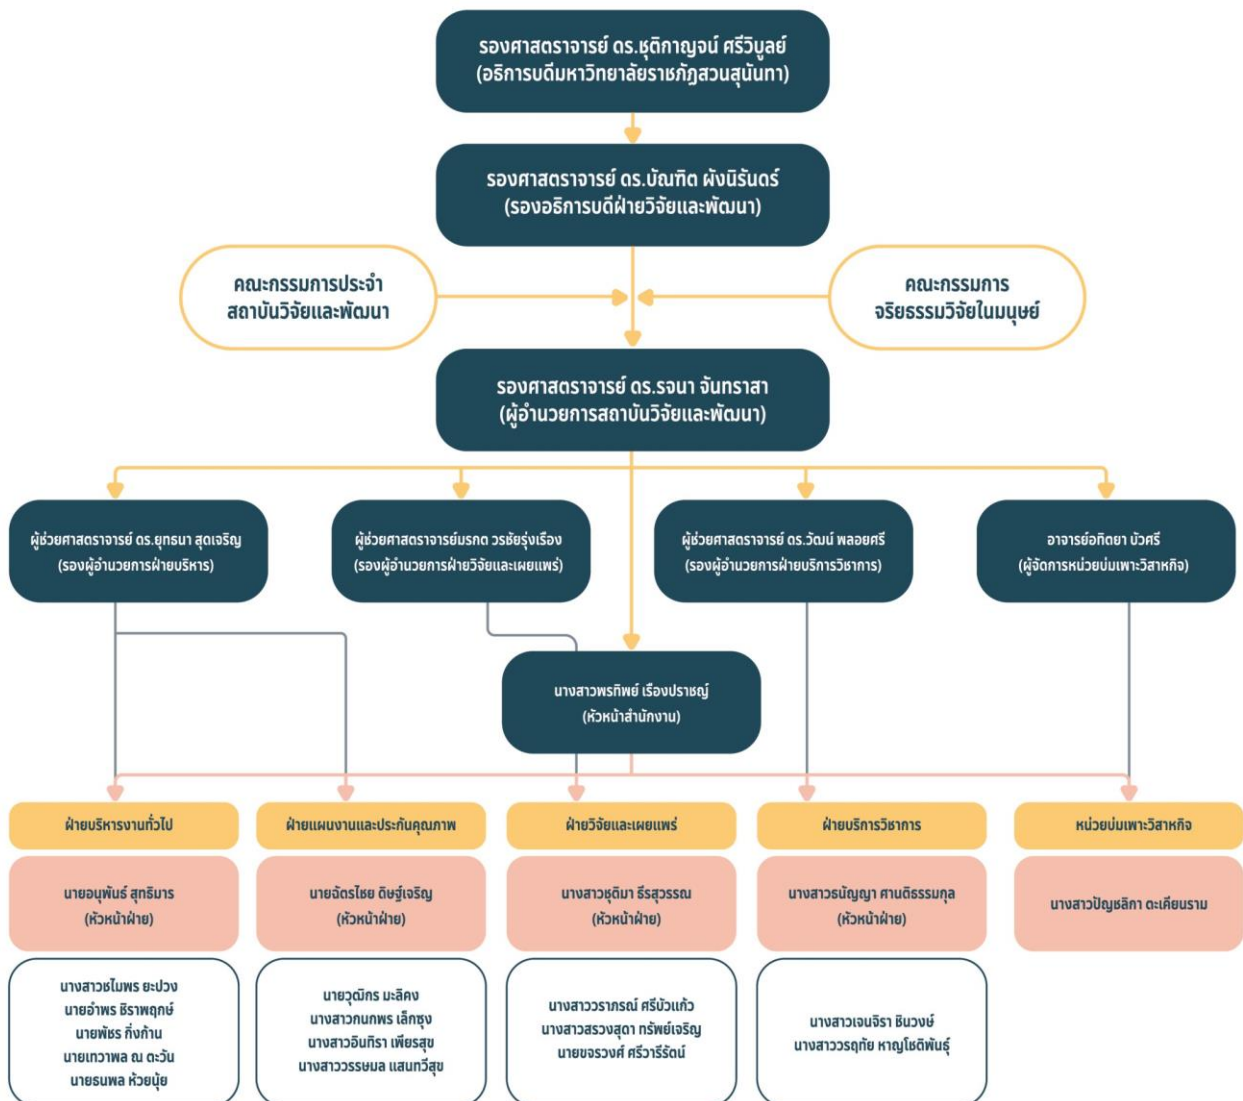 รองศาสตราจารย์ ดร.ชุติกาญจน์ ศรีวิบูลย์
(อธิการบดีมหาวิทยาลัยราชภัฏสวนสุนันทา)
รองศาสตราจารย์ ดร.บัณฑิต ผังนิรันดร์
(รองอธิการบดีฝ่ายวิจัยและพัฒนา)
คณะกรรมการประจำ
สถาบันวิจัยและพัฒนา
คณะกรรมการ
จริยธรรมวิจัยในมนุษย์
รองศาสตราจารย์ ดร.รจนา จันทราสา
(ผู้อำนวยการสถาบันวิจัยและพัฒนา)
ผู้ช่วยศาสตราจารย์ ดร.ยุทธนา สุดเจริญ
(รองผู้อำนวยการฝ่ายบริหาร)
ผู้ช่วยศาสตราจารย์มรกต วรชัยรุ่งเรือง
(รองผู้อำนวยการฝ่ายวิจัยและเผยแพร่)
ผู้ช่วยศาสตราจารย์ ดร.วัฒน์ พลอยศรี
(รองผู้อำนวยการฝ่ายบริการวิชาการ)
อาจารย์อทิตยา บัวศรี
(ผู้จัดการหน่วยบ่มเพาะวิสาหกิจ)
นางสาวพรทิพย์ เรืองปราชญ์
(หัวหน้าสำนักงาน)
ฝ่ายบริหารงานทั่วไป
นายอนุพันธ์ สุทธิมาร
(หัวหน้าฝ่าย)
นางสาวชไมพร ยะปวง
นายอำพร ชิราพฤกษ์
นายพัชร กิ่งก้าน
นายเทวาพล ณ ตะวัน
นายธนพล ห้วยนุ้ย
ฝ่ายแผนงานและประกันคุณภาพ
นายฉัตรไชย ดิษฐ์เจริญ
(หัวหน้าฝ่าย)
นายวุฒิกร มะลิคง
นางสาวกนกพร เล็กซุง
นางสาวอินทิรา เพียรสุข
นางสาววรรษมล แสนทวีสุข
ฝ่ายวิจัยและเผยแพร่
นางสาวชุติมา ธีรสุวรรณ
(หัวหน้าฝ่าย)
นางสาววราภรณ์ ศรีบัวแก้ว
นางสาวสรวงสุดา ทรัพย์เจริญ
นายขจรวงศ์ ศรีวารีรัตน์
ฝ่ายบริการวิชาการ
นางสาวธนัญญา ศานติธรรมกุล
(หัวหน้าฝ่าย)
นางสาวเจนจิรา ชินวงษ์
นางสาววรฤทัย หาญโชติพันธุ์
หน่วยบ่มเพาะวิสาหกิจ
นางสาวปัญชลิกา ตะเคียนราม